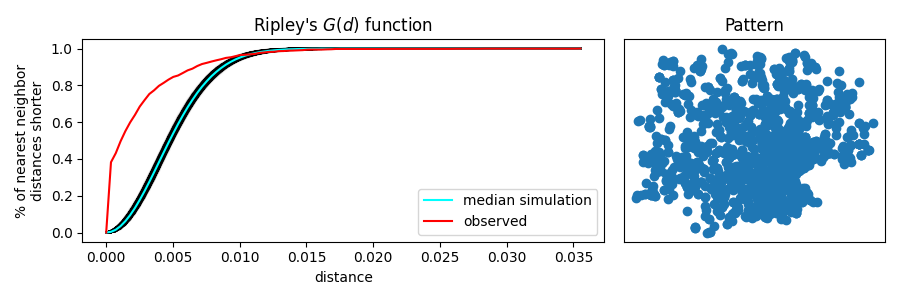 Ripley's G(d) function
Pattern
% of nearest neighbor
distances shorter
1.0
0.8
0.6
0.4
0.2
0.0
median simulation
observed
0.000 0.005 0.010 0.015 0.020 0.025 0.030 0.035
distance